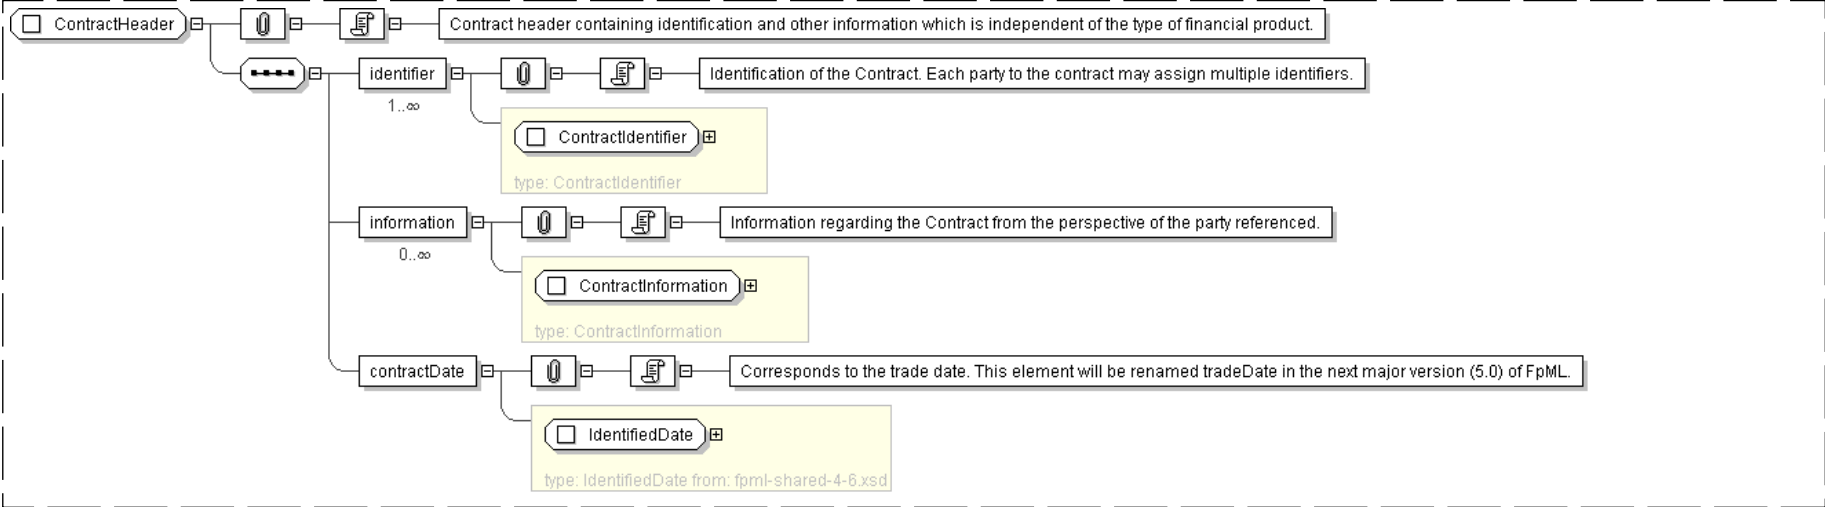 ContractHeader
Contract header containing identification and other information which is independent of the type of financial product.
identifier
Identification of the Contract. Each party to the contract may assign multiple identifiers.
1..∞
ContractIdentifier
type: ContractIdentifier
information
Information regarding the Contract from the perspective of the party referenced.
0..∞
ContractInformation
type: ContractInformation
contractDate
Corresponds to the trade date. This element will be renamed tradeDate in the next major version (5.0) of FpML.
IdentifiedDate
type: IdentifiedDate from: fpml-shared-4-6.xsd